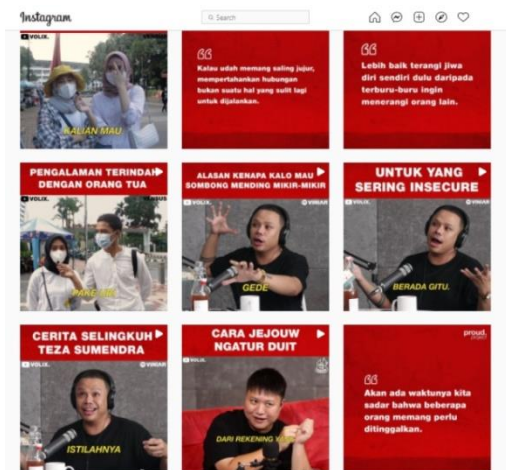 Instagram
Search
VOLIX.
KALIAN MAU
Kalau udah memang saling jujur,
mempertahankan hubungan
bukan suatu hal yang sulit lagi
untuk dijalankan.
Lebih baik terangi jiwa
diri sendiri dulu daripada
terburu-buru ingin
menerangi orang lain.
PENGALAMAN TERINDAH
DENGAN ORANG TUA
VOLIX.
ALASAN KENAPA KALO MAU
SOMBONG MENDING MIKIR-MIKIR
VOLIX.
GEDE
UNTUK YANG
SERING INSECURE
VOLIX.
BERADA GITU.
CERITA SELINGKUH
TEZA SUMENDRA
VOLIX.
ISTILAHNYA
CARA JEJOUW
NGATUR DUIT
VOLIX.
DARI REKENING
proud.
project
Akan ada waktunya kita
sadar bahwa beberapa
orang memang perlu
ditinggalkan.